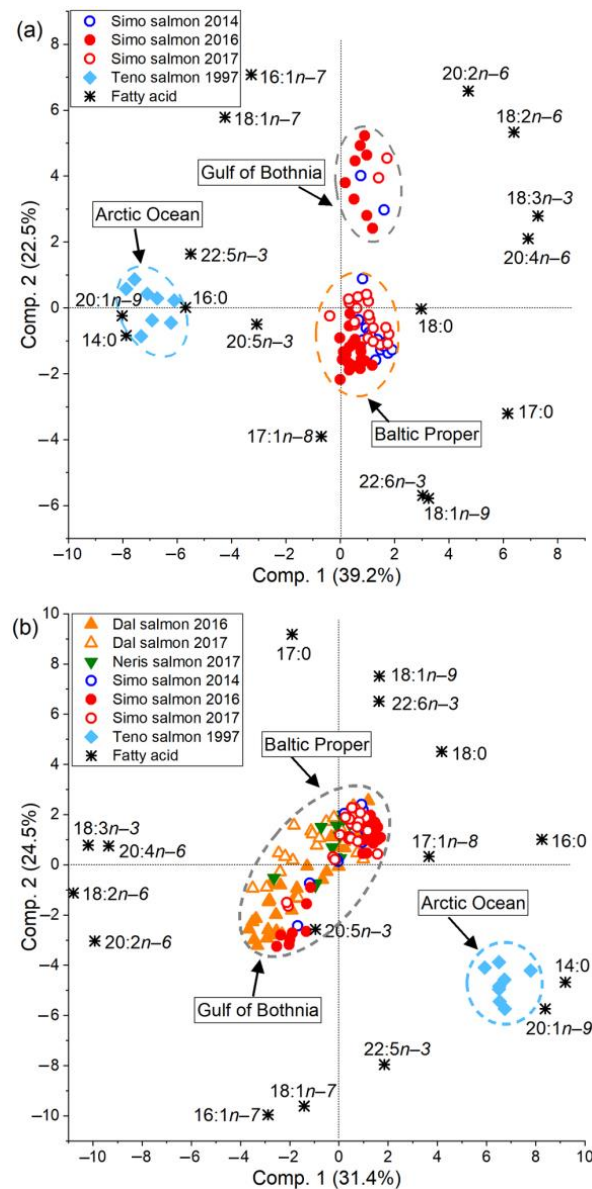 (a)
Simo salmon 2014
Simo salmon 2016
Simo salmon 2017
Teno salmon 1997
Fatty acid
16:1n–7
18:1n–7
20:2n–6
18:2n–6
Gulf of Bothnia
18:3n–3
20:4n–6
Arctic Ocean
22:5n–3
16:0
20:1n–9
14:0
20:5n–3
18:0
17:0
Baltic Proper
17:1n–8
22:6n–3
18:1n–9
8
6
4
2
0
−2
−4
−6
Comp. 2 (22.5%)
−10 −8 −6 −4 −2 0 2 4 6 8
Comp. 1 (39.2%)
(b)
Dal salmon 2016
Dal salmon 2017
Neris salmon 2017
Simo salmon 2014
Simo salmon 2016
Simo salmon 2017
Teno salmon 1997
Fatty acid
17:0
18:1n–9
22:6n–3
Baltic Proper
18:0
18:3n–3
20:4n–6
17:1n–8
16:0
18:2n–6
20:2n–6
20:5n–3
Arctic Ocean
14:0
20:1n–9
Gulf of Bothnia
22:5n–3
18:1n–7
16:1n–7
10
8
6
4
2
0
−2
−4
−6
−8
−10
Comp. 2 (24.5%)
−10 −8 −6 −4 −2 0 2 4 6 8 10
Comp. 1 (31.4%)